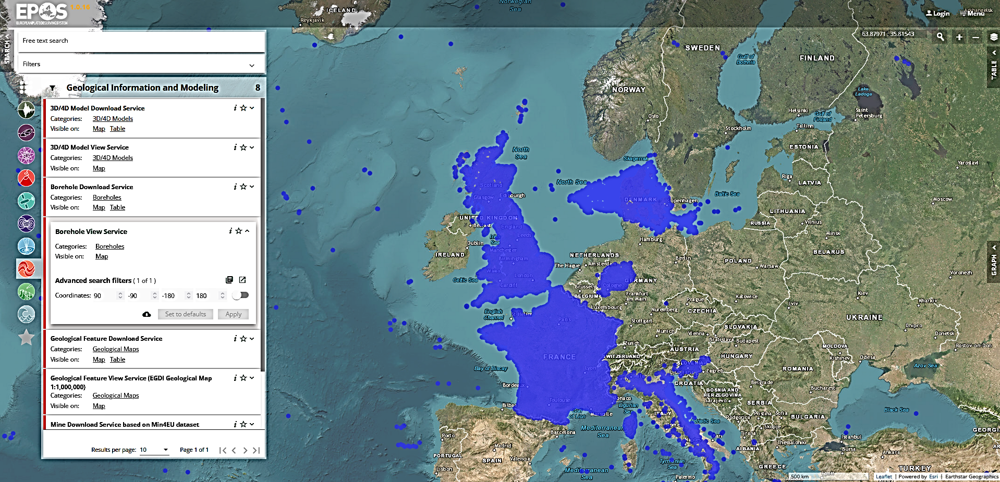 EPOS 1.0.16
EUROPEAN PLATE OBSERVING SYSTEM
Login
Menu
Arkhangelsk
SEARCH
Free text search
Filters
Geological Information and Modeling 8
3D/4D Model Download Service
Categories: 3D/4D Models
Visible on: Map Table
3D/4D Model View Service
Categories: 3D/4D Models
Visible on: Map
Borehole Download Service
Categories: Boreholes
Visible on: Map Table
Borehole View Service
Categories: Boreholes
Visible on: Map
Advanced search filters ( 1 of 1 )
Coordinates: 90 -90 -180 180
Set to defaults Apply
Geological Feature Download Service
Categories: Geological Maps
Visible on: Map Table
Geological Feature View Service (EGDI Geological Map
1:1,000,000)
Categories: Geological Maps
Visible on: Map
Mine Download Service based on Min4EU dataset
Results per page: 10 Page 1 of 1
63.87971 : 35.81543
TABLE
GRAPH
Norwegian
Sea
ICELAND
Reykjavik
SWEDEN
FINLAND
Gulf of
Bothnia
NORWAY
Lake
Ladoga
Oslo
Helsinki
Gulf of
Finland
Saint
Petersburg
Stockholm
Tallinn
ESTONIA
North
Sea
Skagerrak
Yaroslavl
Riga
LATVIA
North Sea
Scotland
Glasgow
Edinburgh
DENMARK
Copenhagen
Baltic Sea
Moscow
LITHUANIA
UNITED KINGDOM
Belfast
RUSSIA
Vilnius
England
Irish
Sea
Leeds
Minsk
Dublin
Hamburg
Manchester
IRELAND
Birmingham
NETHERLANDS
Berlin
POLAND
BELARUS
The Hague
Amsterdam
Warsaw
Wales
London
Voronezh
Celtic Sea
Cardiff
Brussels
Cologne
GERMANY
BELGIUM
Frankfurt
am Main
Prague
Katowice
Lviv
Kiev
Kharkiv
Luxembourg
Nuremberg
CZECHIA
English
Channel
St Helier
Paris
Stuttgart
UKRAINE
SLOVAKIA
Dnipro
Munich
Vienna
Bratislava
Budapest
Donetsk
Zurich
AUSTRIA
MOLDOVA
Rostov-on-Don
FRANCE
SWITZERLAND
HUNGARY
Kishinev
Odesa
SLOVENIA
Ljubljana
Zagreb
ROMANIA
Azov Sea
Bay of Biscay
Lyon
Turin
Milan
Bordeaux
CROATIA
Belgrade
Bucharest
BOSNIA AND
HERZEGOVINA
Sarajevo
Toulouse
Monaco
SERBIA
Bilbao
Ligurian
Sea
Gulf
of Lion
Marseille
ITALY
Adriatic Sea
Pristina
Sofia
Podgorica
BULGARIA
Black Sea
Mediterranean
Sea
Rome
Skopje
Barcelona
Porto
Naples
Bari
Tirana
Istanbul
GEORGIA
Thessaloniki
Madrid
ALBANIA
Bursa
Ankara
PORTUGAL
SPAIN
Valencia
Tyrrhenian
Sea
GREECE
Lisbon
Mediterranean
Sea
Palermo
Izmir
TURKEY
500 km
Leaflet | Powered by Esri | Earthstar Geographics